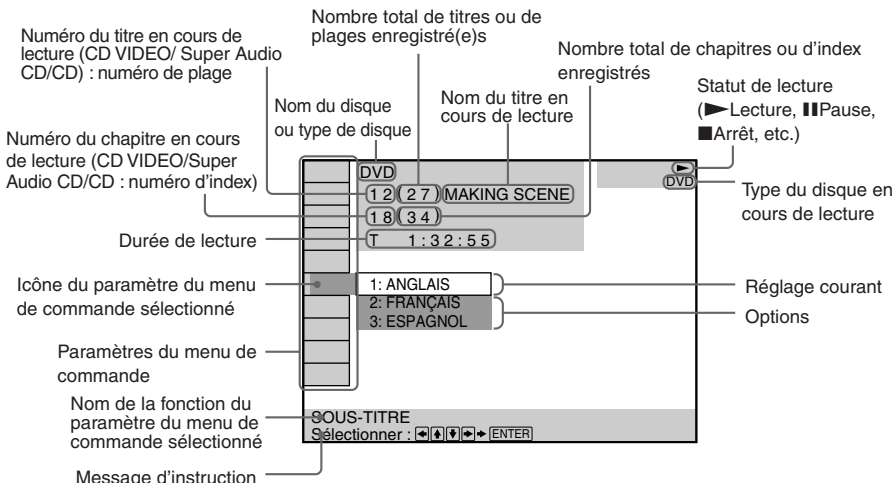 Nombre total de titres ou de
plages enregistré(e)s
Numéro du titre en cours de
lecture (CD VIDEO/ Super Audio
CD/CD) : numéro de plage
Nombre total de chapitres ou d'index
enregistrés
Nom du disque
ou type de disque
Nom du titre en
cours de lecture
Statut de lecture
(►Lecture, ❚❚Pause,
■Arrêt, etc.)
Numéro du chapitre en cours
de lecture (CD VIDEO/Super
Audio CD/CD : numéro d'index)
Durée de lecture
Icône du paramètre du menu
de commande sélectionné
Paramètres du menu de
commande
Nom de la fonction du
paramètre du menu de
commande sélectionné
Message d'instruction
DVD
1 2 ( 2 7 ) MAKING SCENE
1 8 ( 3 4 )
T 1 : 3 2 : 5 5
►
DVD
Type du disque en
cours de lecture
1: ANGLAIS
2: FRANÇAIS
3: ESPAGNOL
Réglage courant
Options
SOUS-TITRE
Sélectionner : ← ↑ ↓ → → ENTER